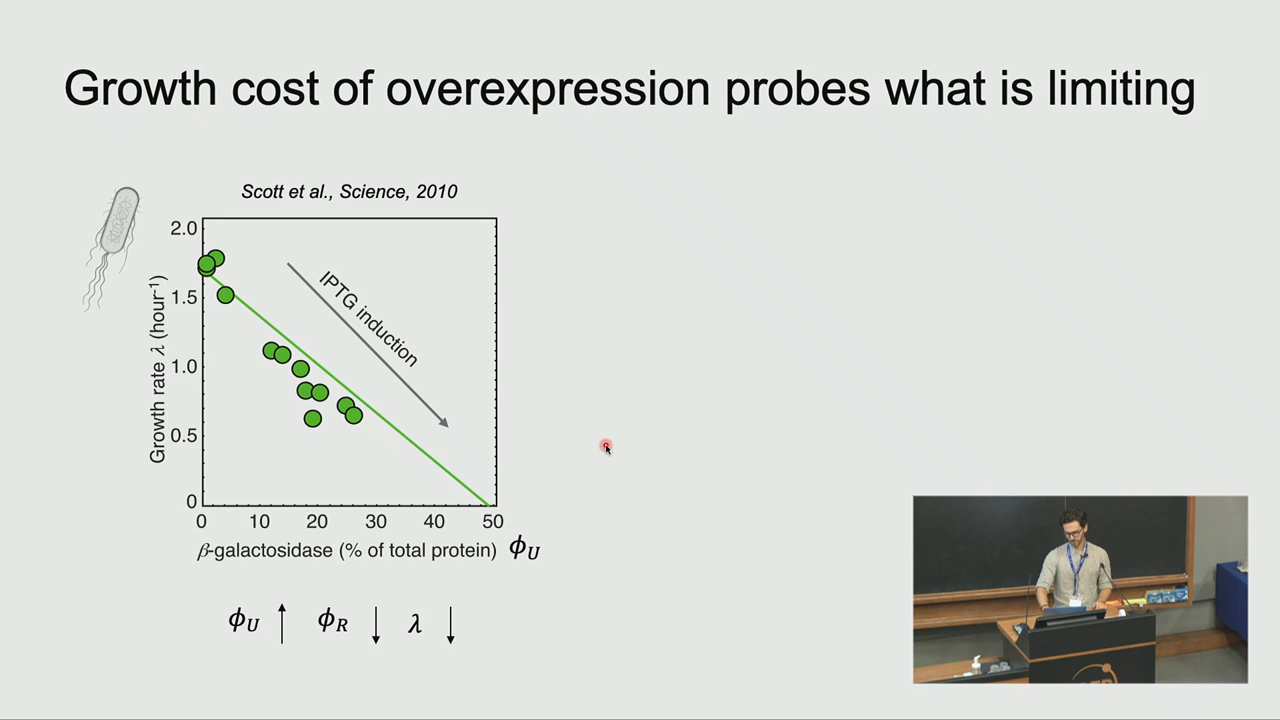 Growth cost of overexpression probes what is limiting
Scott et al., Science, 2010
Growth rate λ (hour⁻¹)
2.0
1.5
1.0
0.5
0
IPTG induction
0 10 20 30 40 50
β-galactosidase (% of total protein) ϕU
ϕU ↑ ϕR ↓ λ ↓